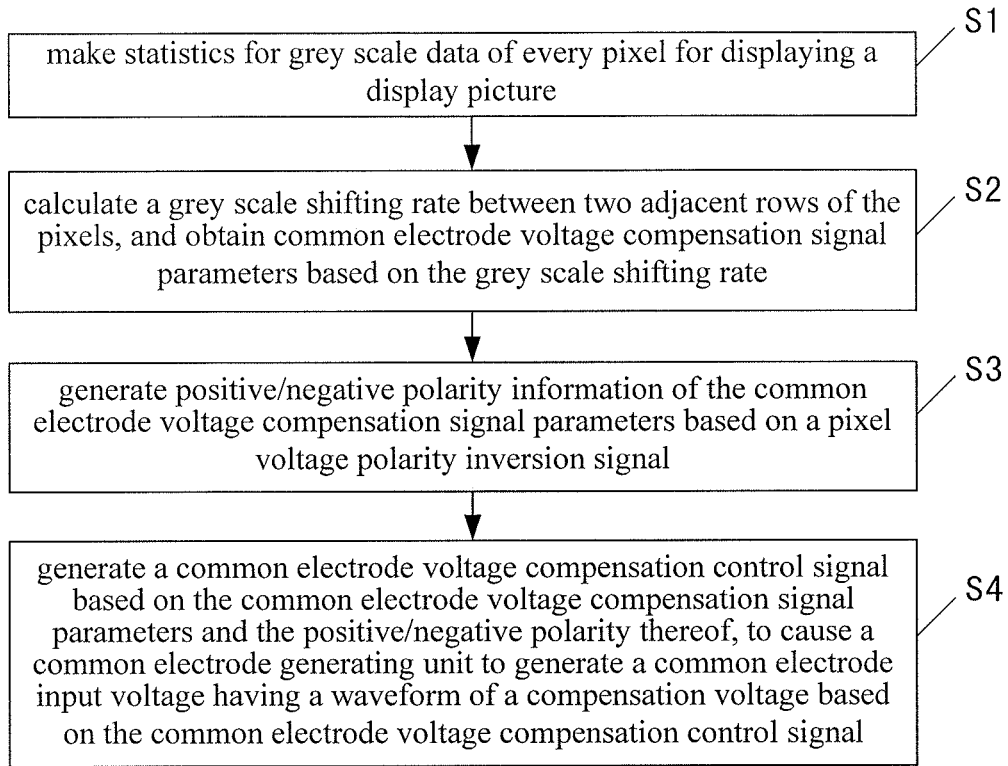 S1
make statistics for grey scale data of every pixel for displaying a
display picture
S2
calculate a grey scale shifting rate between two adjacent rows of the
pixels, and obtain common electrode voltage compensation signal
parameters based on the grey scale shifting rate
S3
generate positive/negative polarity information of the common
electrode voltage compensation signal parameters based on a pixel
voltage polarity inversion signal
S4
generate a common electrode voltage compensation control signal
based on the common electrode voltage compensation signal
parameters and the positive/negative polarity thereof, to cause a
common electrode generating unit to generate a common electrode
input voltage having a waveform of a compensation voltage based
on the common electrode voltage compensation control signal